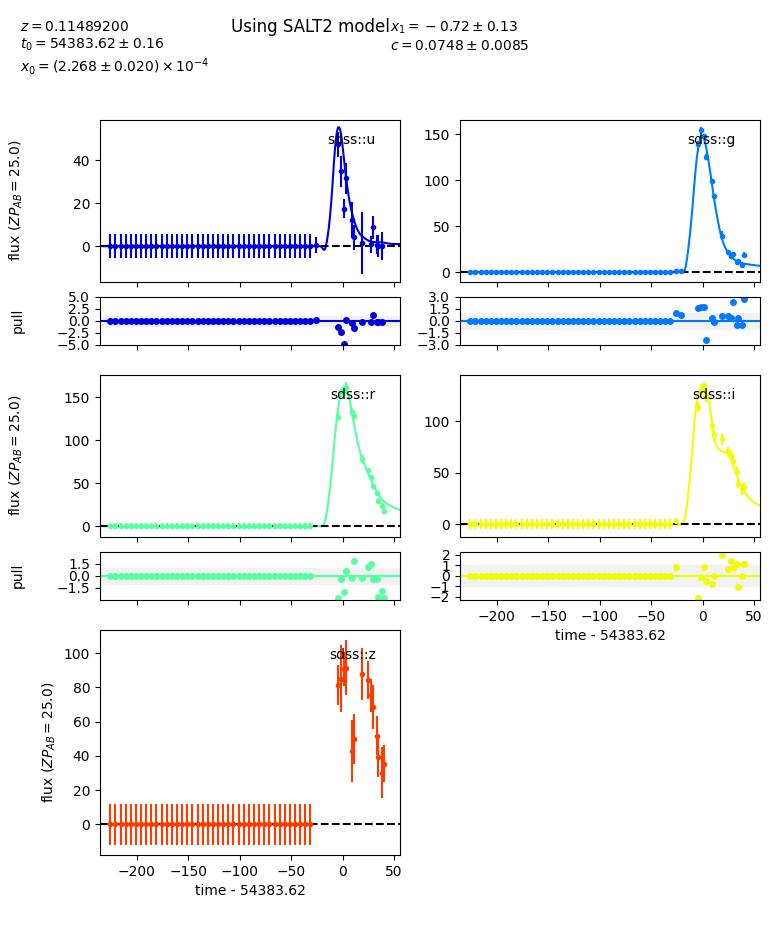 Using SALT2 model
z = 0.11489200
t₀ = 54383.62 ± 0.16
x₀ = (2.268 ± 0.020) × 10⁻⁴
x₁ = −0.72 ± 0.13
c = 0.0748 ± 0.0085
sdss::u
flux (ZP_AB = 25.0)
40
20
0
sdss::g
150
100
50
0
pull
5.0
2.5
0.0
−2.5
−5.0
3.0
1.5
0.0
−1.5
−3.0
sdss::r
flux (ZP_AB = 25.0)
150
100
50
0
sdss::i
100
50
0
pull
1.5
0.0
−1.5
2
1
0
−1
−2
−200 −150 −100 −50 0 50
time - 54383.62
sdss::z
flux (ZP_AB = 25.0)
100
80
60
40
20
0
−200 −150 −100 −50 0 50
time - 54383.62